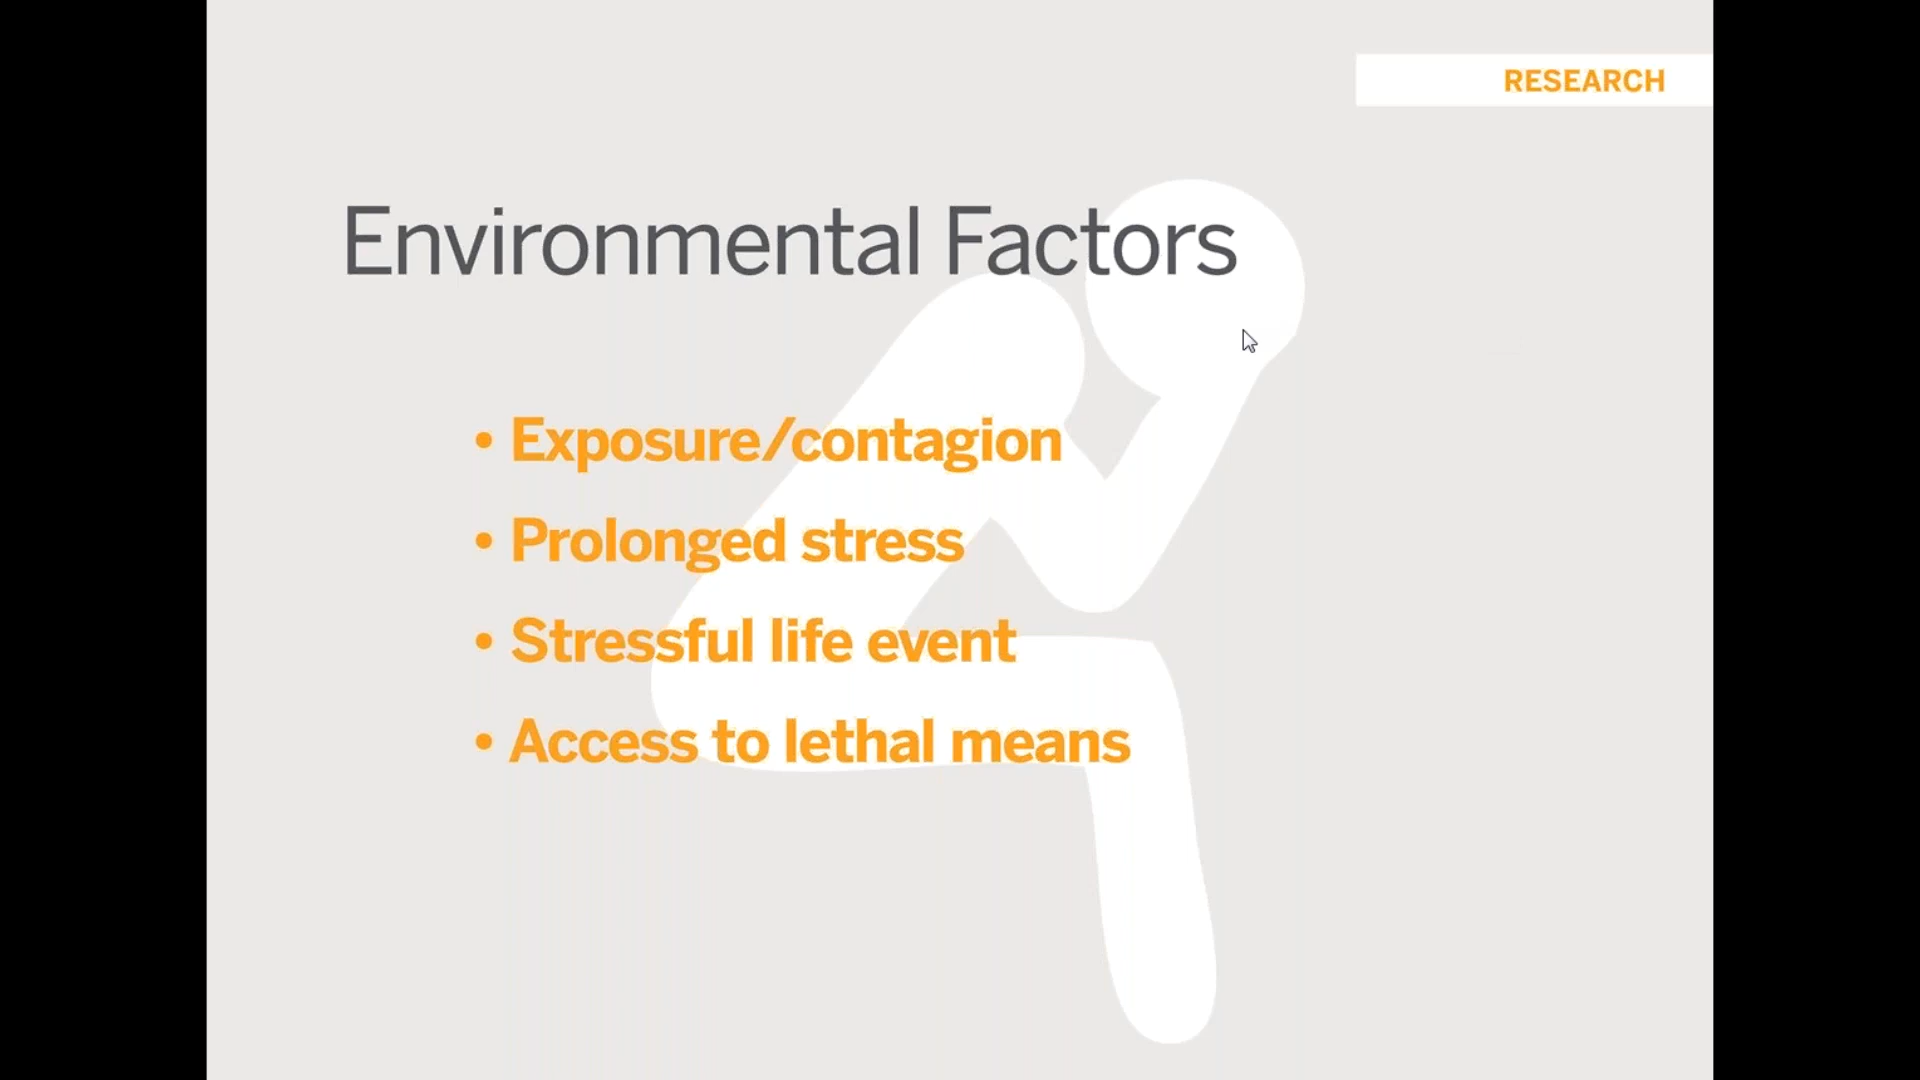 RESEARCH
Environmental Factors
• Exposure/contagion
• Prolonged stress
• Stressful life event
• Access to lethal means